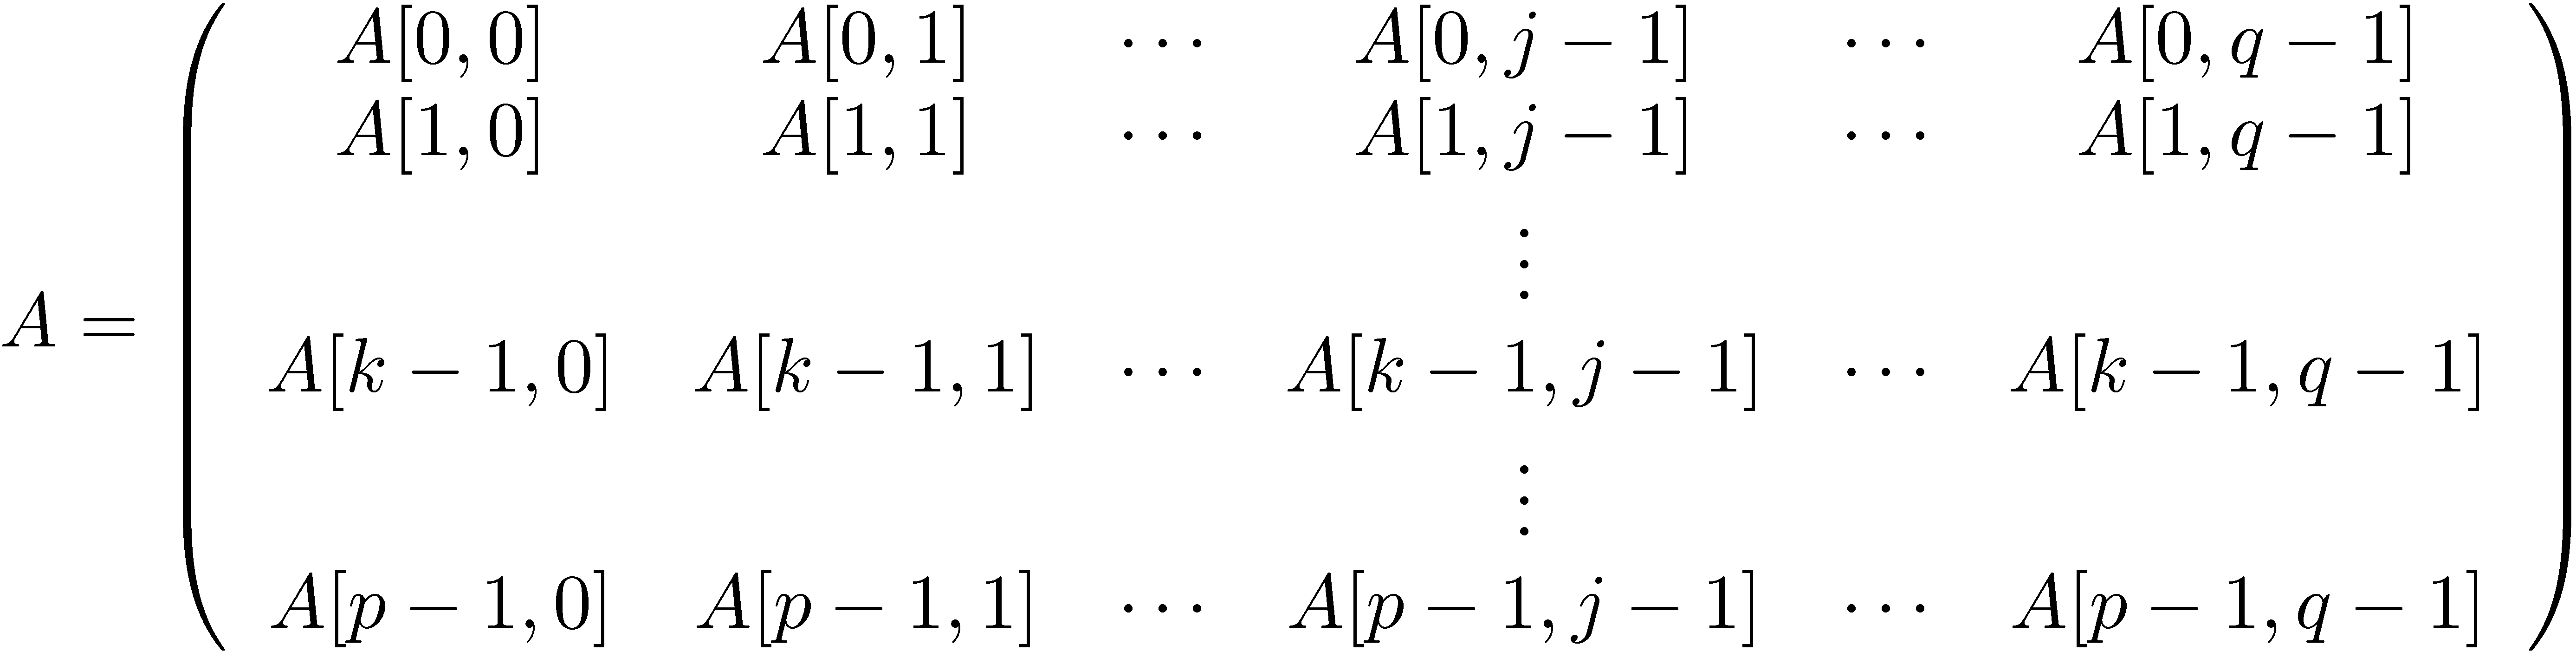 A[0, 0] A[0, 1] ⋯ A[0, j − 1] ⋯ A[0, q − 1]
A[1, 0] A[1, 1] ⋯ A[1, j − 1] ⋯ A[1, q − 1]
⋮
A = A[k − 1, 0] A[k − 1, 1] ⋯ A[k − 1, j − 1] ⋯ A[k − 1, q − 1]
⋮
A[p − 1, 0] A[p − 1, 1] ⋯ A[p − 1, j − 1] ⋯ A[p − 1, q − 1]